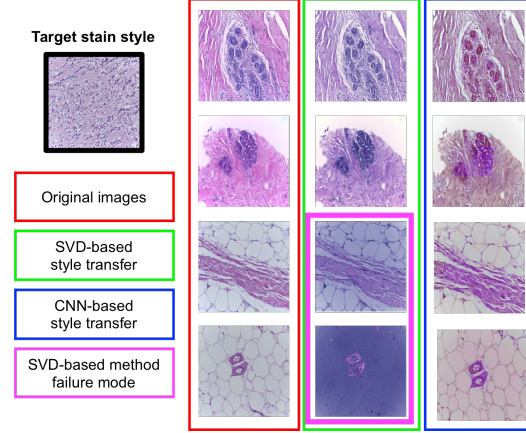 Target stain style
Original images
SVD-based
style transfer
CNN-based
style transfer
SVD-based method
failure mode